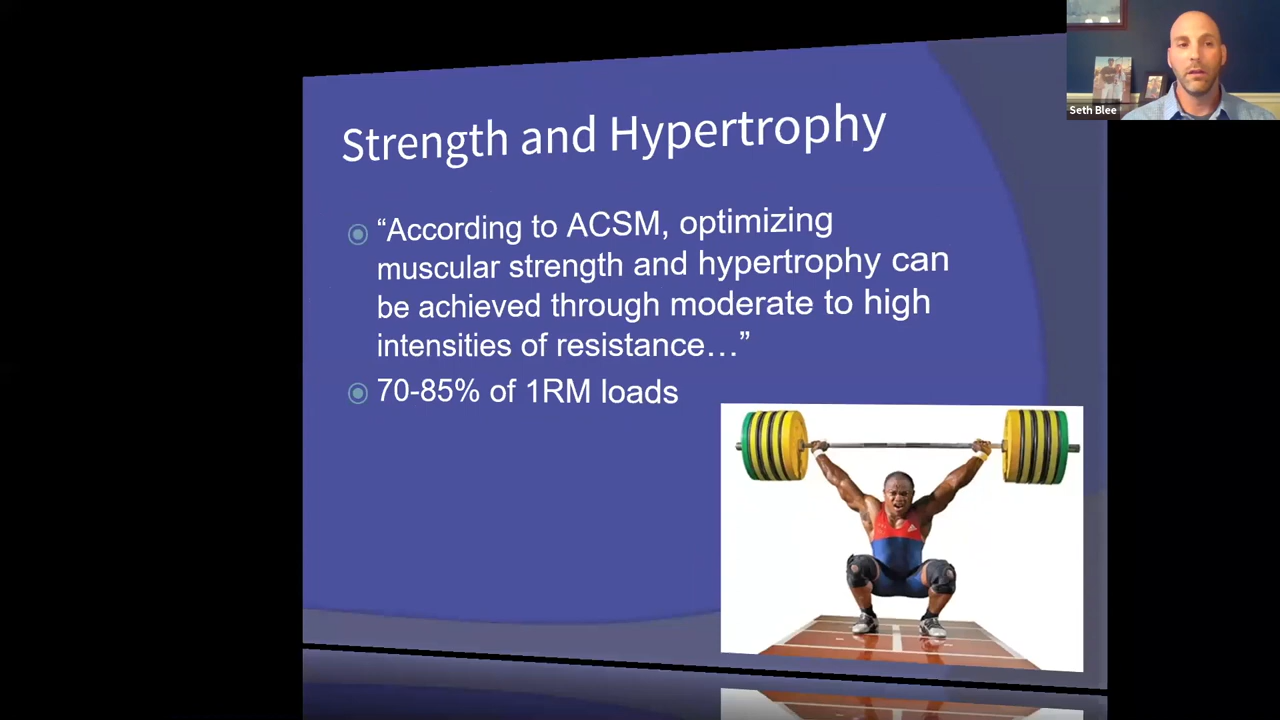 Seth Blee
Strength and Hypertrophy
“According to ACSM, optimizing
muscular strength and hypertrophy can
be achieved through moderate to high
intensities of resistance…”
70-85% of 1RM loads